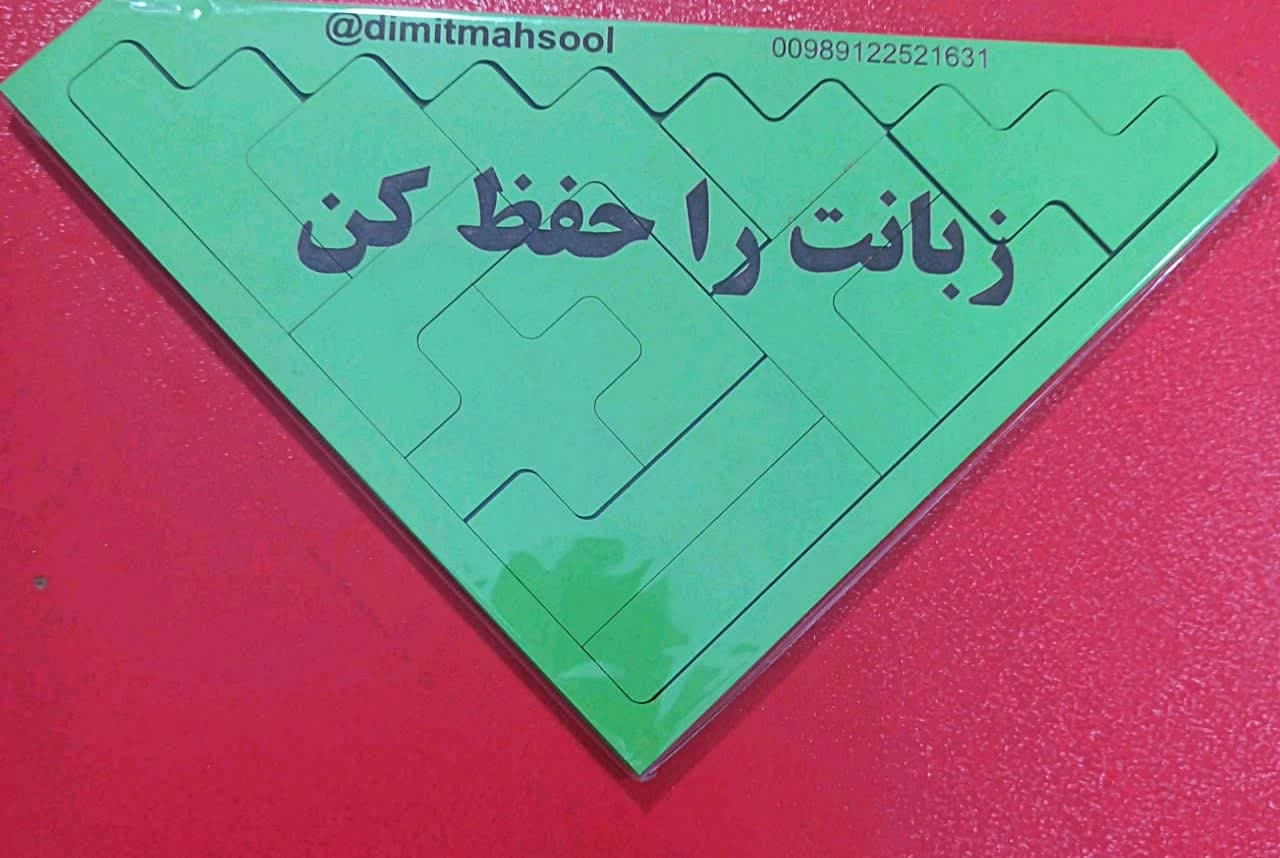 @dimitmahsool
00989122521631
زبانت را حفظ کن